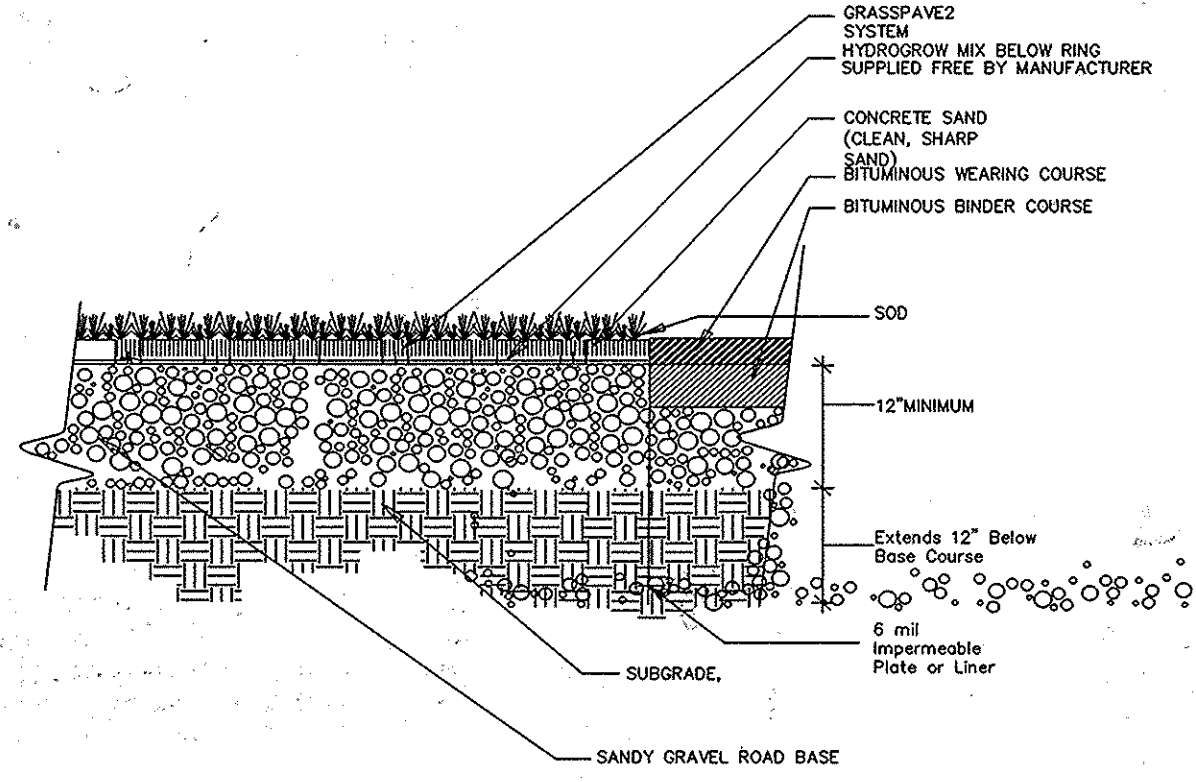 GRASSPAVE2
SYSTEM
HYDROGROW MIX BELOW RING
SUPPLIED FREE BY MANUFACTURER
CONCRETE SAND
(CLEAN, SHARP
SAND)
BITUMINOUS WEARING COURSE
BITUMINOUS BINDER COURSE
SOD
12"MINIMUM
Extends 12" Below
Base Course
6 mil
Impermeable
Plate or Liner
SUBGRADE,
SANDY GRAVEL ROAD BASE